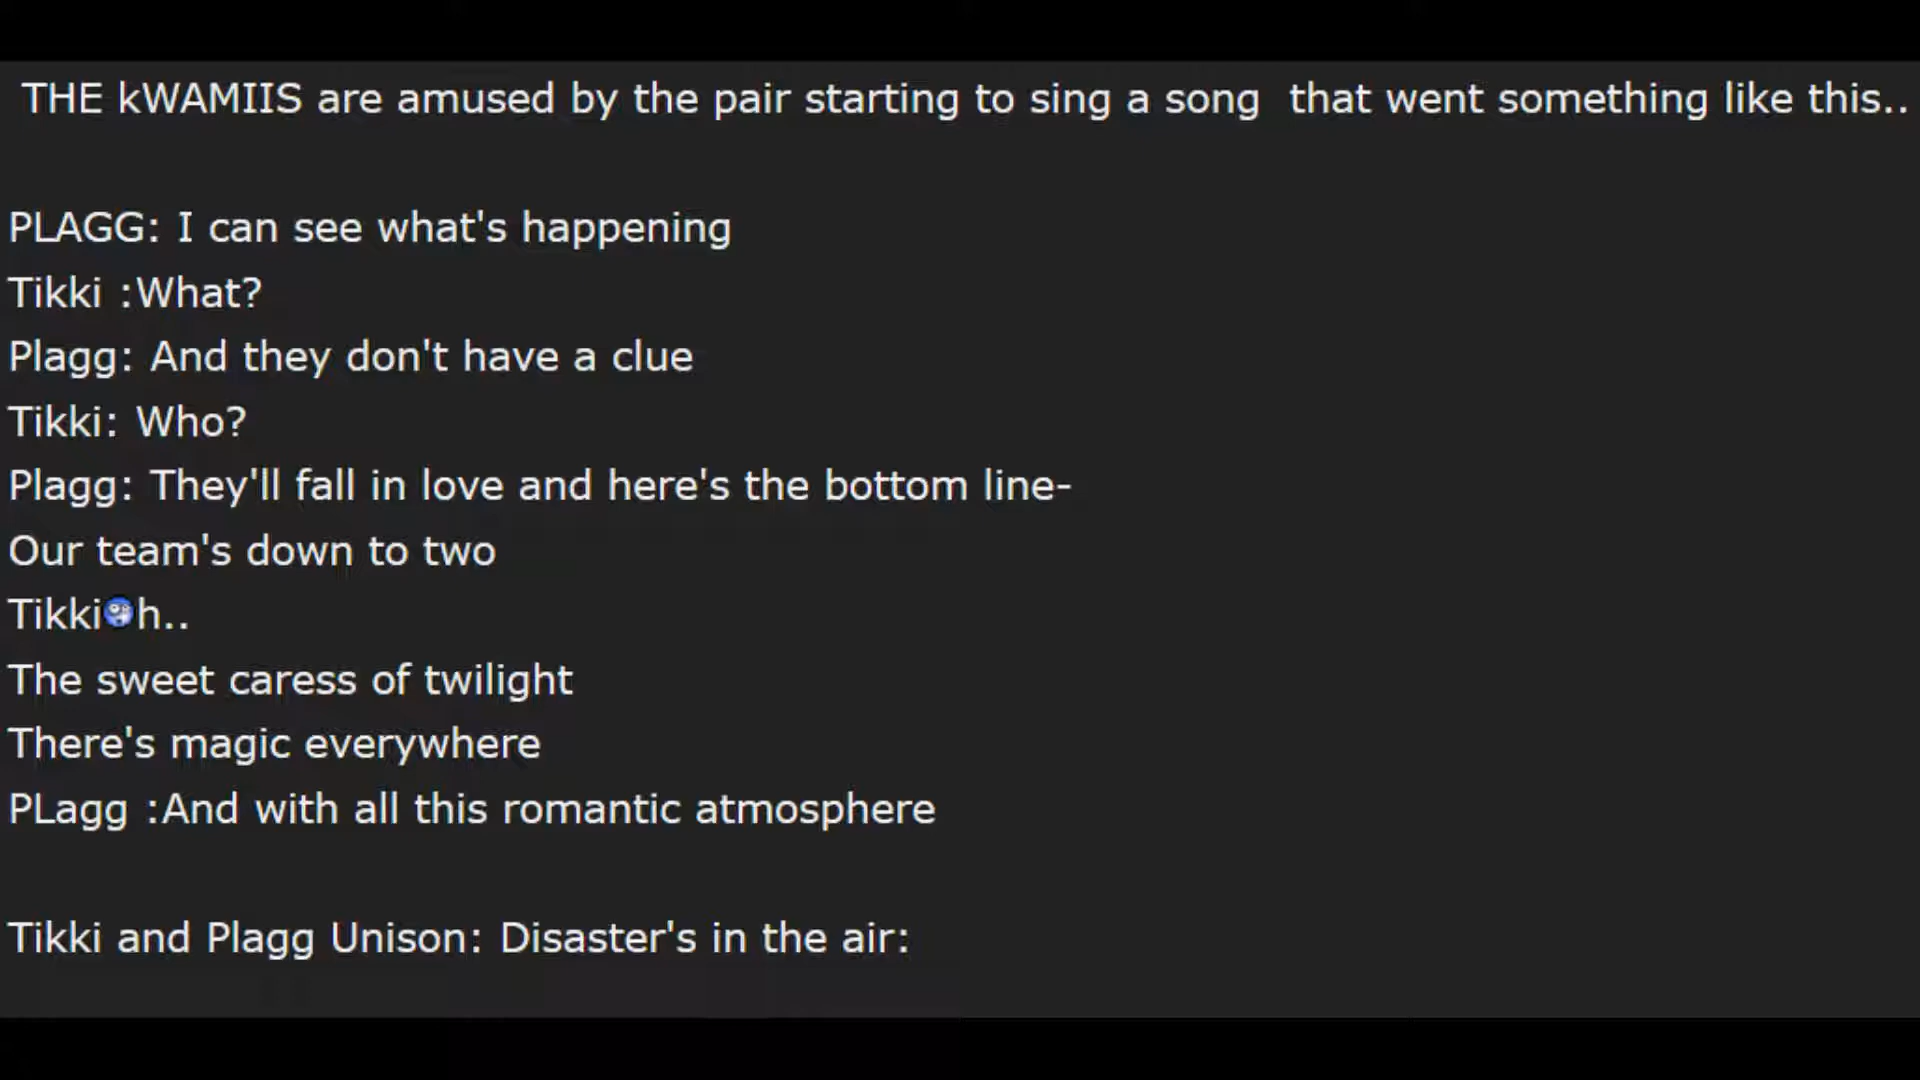 THE kWAMIIS are amused by the pair starting to sing a song  that went something like this..
PLAGG: I can see what's happening
Tikki :What?
Plagg: And they don't have a clue
Tikki: Who?
Plagg: They'll fall in love and here's the bottom line-
Our team's down to two
Tikki😲h..
The sweet caress of twilight
There's magic everywhere
PLagg :And with all this romantic atmosphere
Tikki and Plagg Unison: Disaster's in the air: